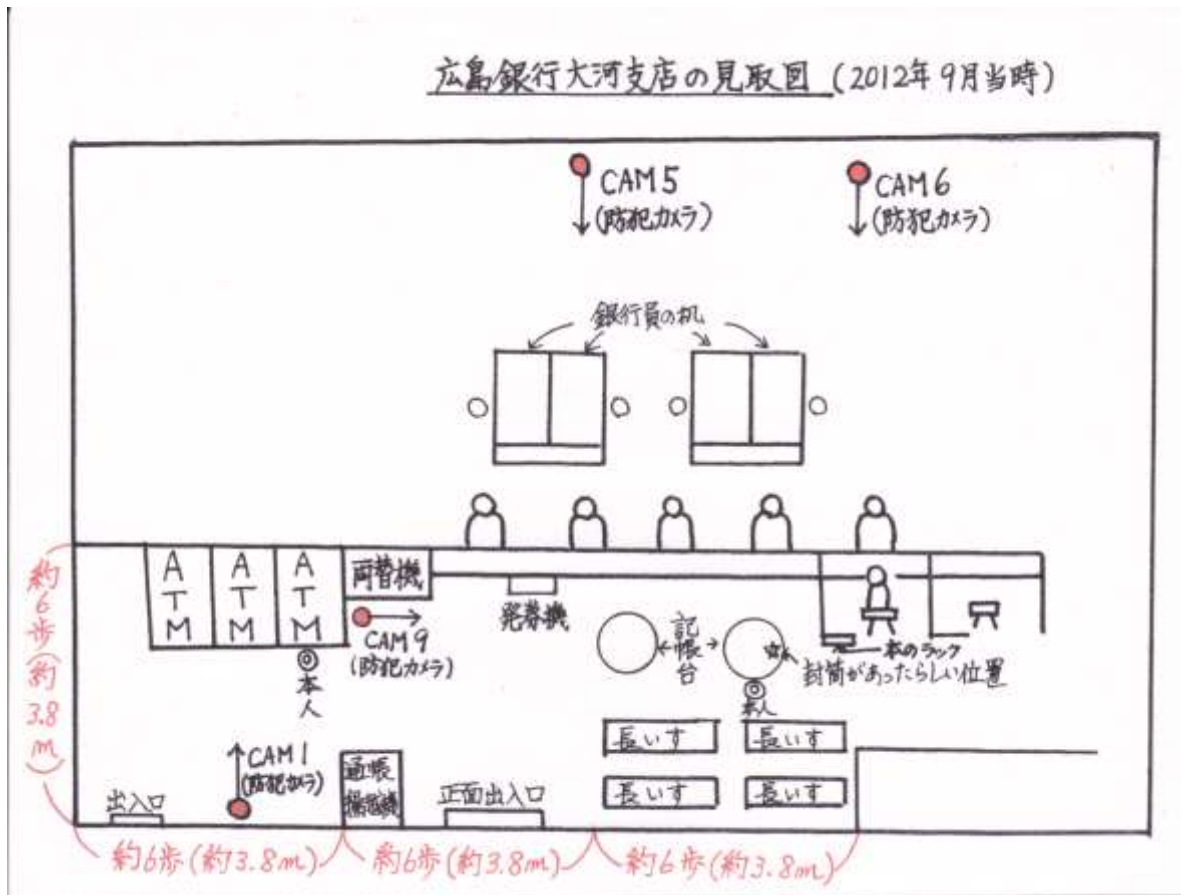 広島銀行大河支店の見取図 (2012年9月当時)
CAM5
(防犯カメラ)
CAM6
(防犯カメラ)
銀行員の机
ATM
ATM
ATM
両替機
発券機
CAM9
(防犯カメラ)
記帳台
本のラック
封筒があったらしい位置
本人
本人
約6歩(約3.8m)
長いす
長いす
長いす
長いす
CAM1
(防犯カメラ)
通帳
出入口
正面出入口
約6歩(約3.8m)
約6歩(約3.8m)
約6歩(約3.8m)